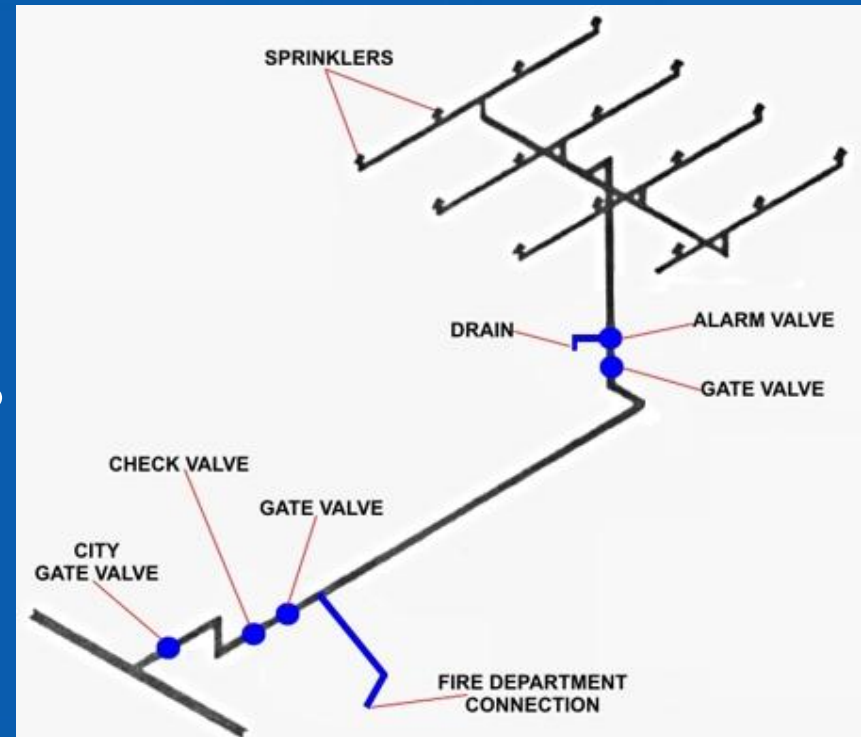 SPRINKLERS
DRAIN
ALARM VALVE
GATE VALVE
CHECK VALVE
GATE VALVE
CITY
GATE VALVE
FIRE DEPARTMENT
CONNECTION